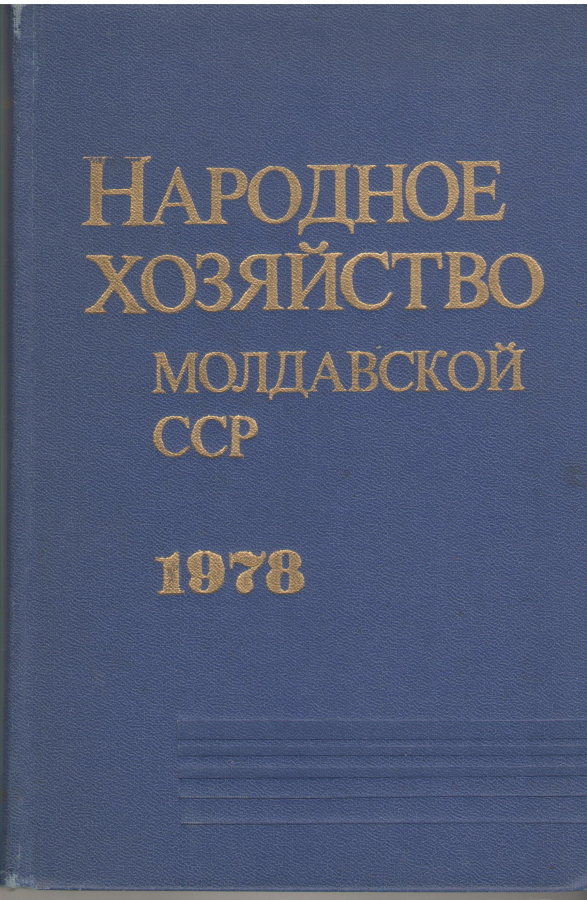 НАРОДНОЕ
ХОЗЯЙСТВО
МОЛДАВСКОЙ
ССР
1978